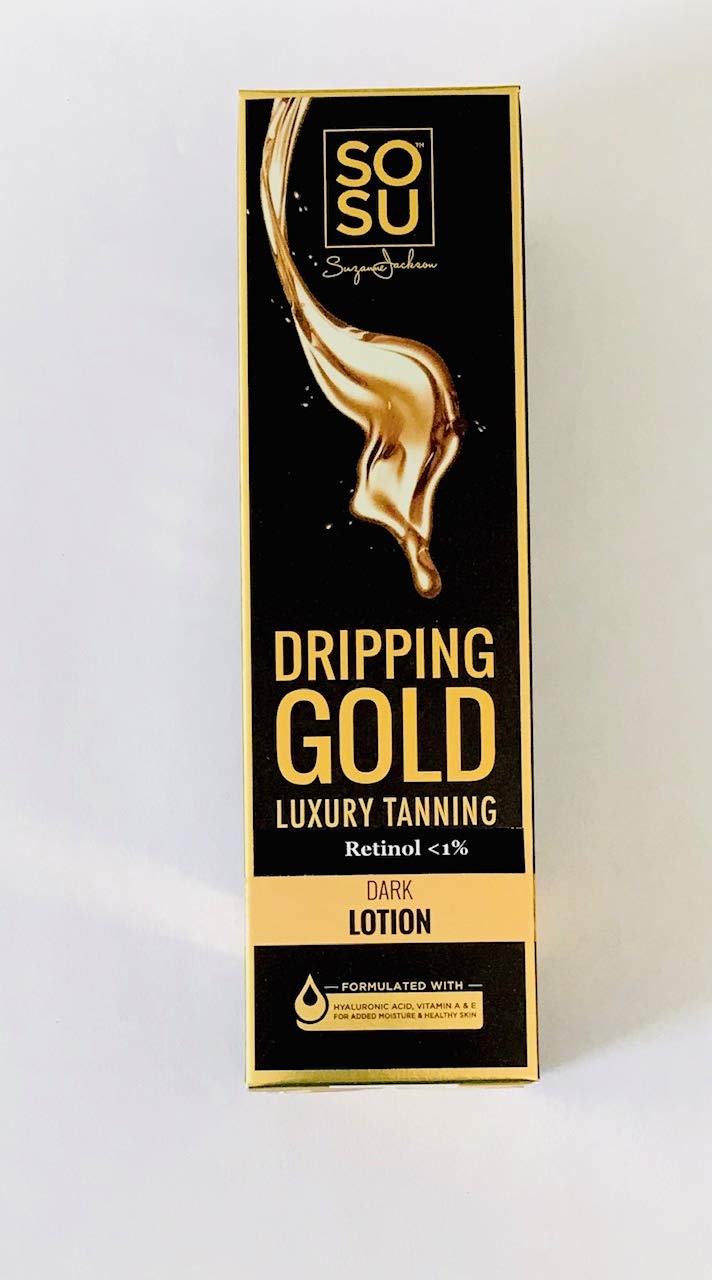 SO™
SU
Suzanne Jackson
DRIPPING
GOLD
LUXURY TANNING
Retinol <1%
DARK
LOTION
FORMULATED WITH
HYALURONIC ACID, VITAMIN A & E
FOR ADDED MOISTURE & HEALTHY SKIN